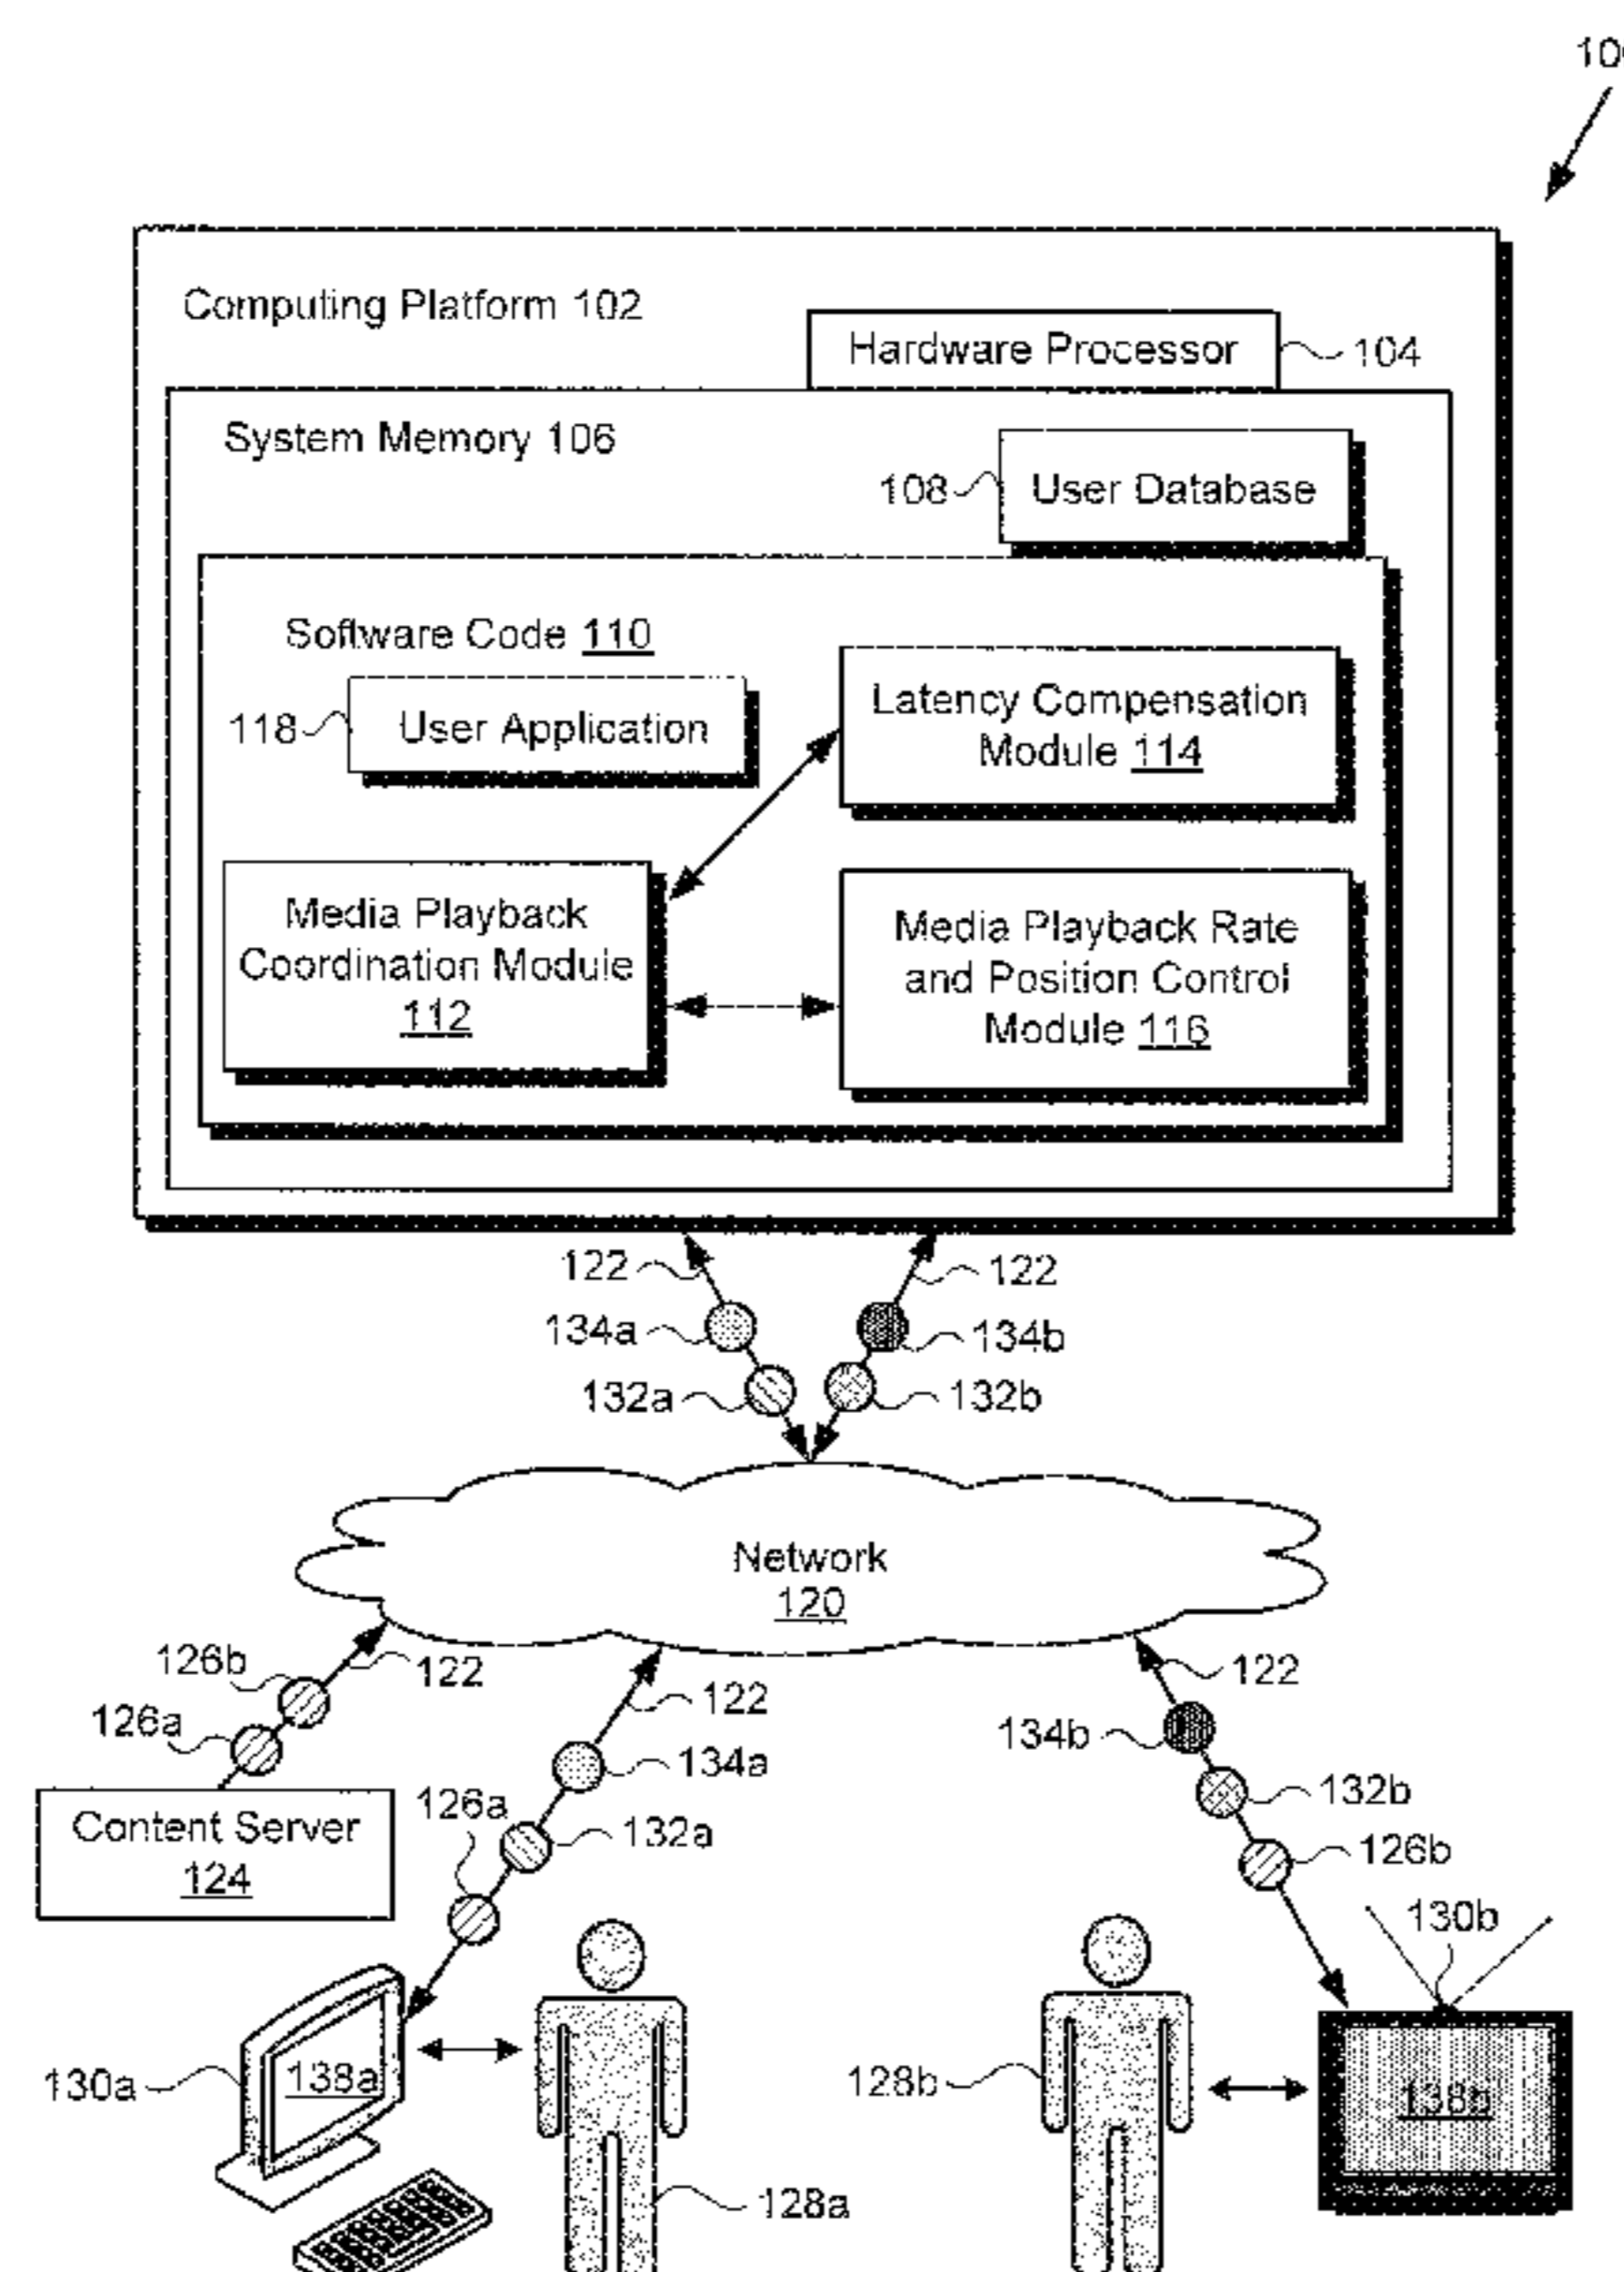 10
Computing Platform 102
Hardware Processor
104
System Memory 106
108
User Database
Software Code 110
118
User Application
Latency Compensation
Module 114
Media Playback
Coordination Module
112
Media Playback Rate
and Position Control
Module 116
122
122
134a
134b
132a
132b
Network
120
126b
122
122
126a
122
134b
134a
132b
126a
132a
126b
Content Server
124
130b
130a
138a
128b
138b
128a